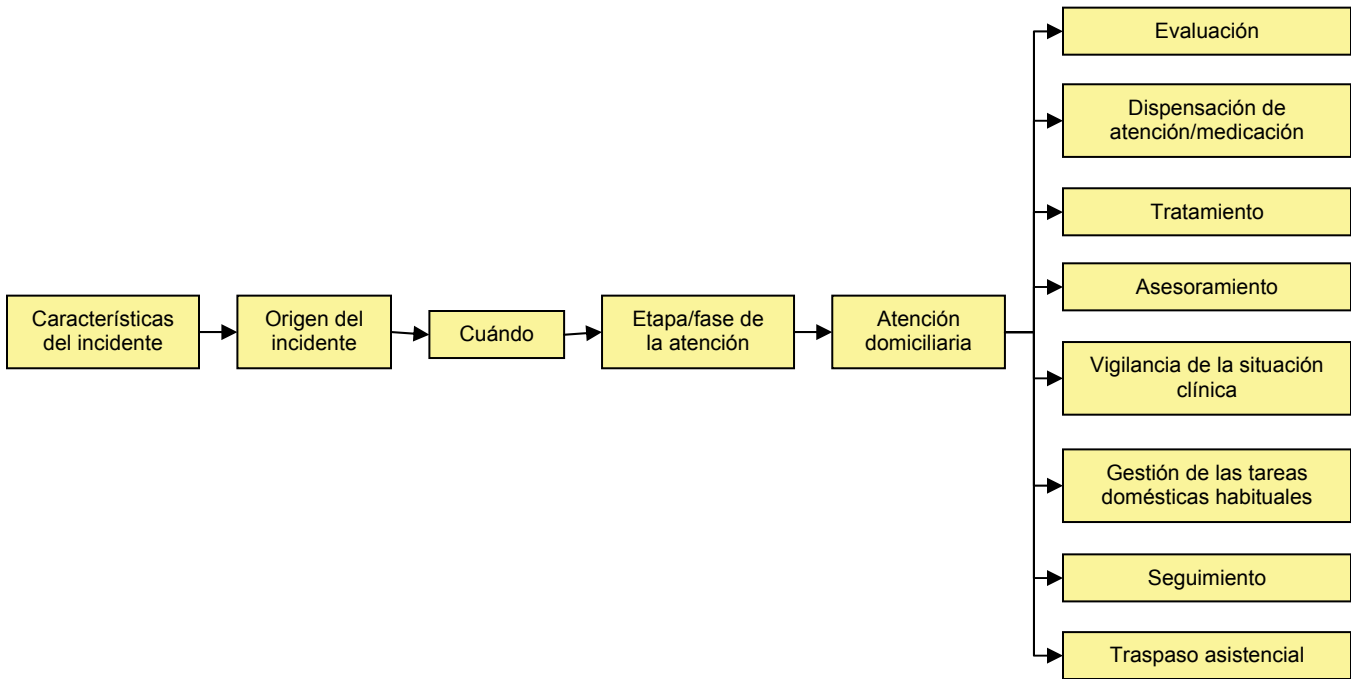 Características
del incidente
Origen del
incidente
Cuándo
Etapa/fase de
la atención
Atención
domiciliaria
Evaluación
Dispensación de
atención/medicación
Tratamiento
Asesoramiento
Vigilancia de la situación
clínica
Gestión de las tareas
domésticas habituales
Seguimiento
Traspaso asistencial